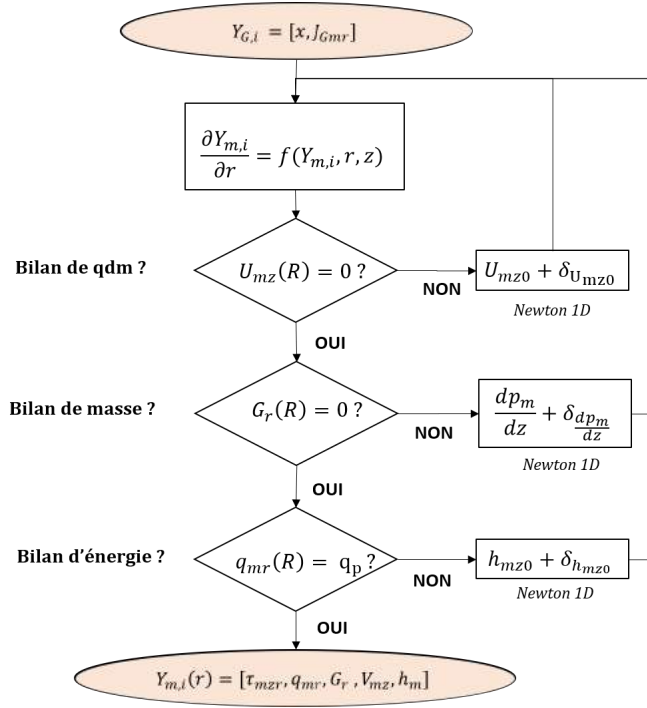 Y_{G,i} = [x, J_{Gmr}]
∂Y_{m,i}/∂r = f(Y_{m,i}, r, z)
Bilan de qdm ?
U_{mz}(R) = 0 ?
NON
U_{mz0} + δ_{U_{mz0}}
Newton 1D
OUI
Bilan de masse ?
G_r(R) = 0 ?
NON
dp_m/dz + δ_{dp_m/dz}
Newton 1D
OUI
Bilan d'énergie ?
q_{mr}(R) = q_p ?
NON
h_{mz0} + δ_{h_{mz0}}
Newton 1D
OUI
Y_{m,i}(r) = [τ_{mzr}, q_{mr}, G_r, V_{mz}, h_m]